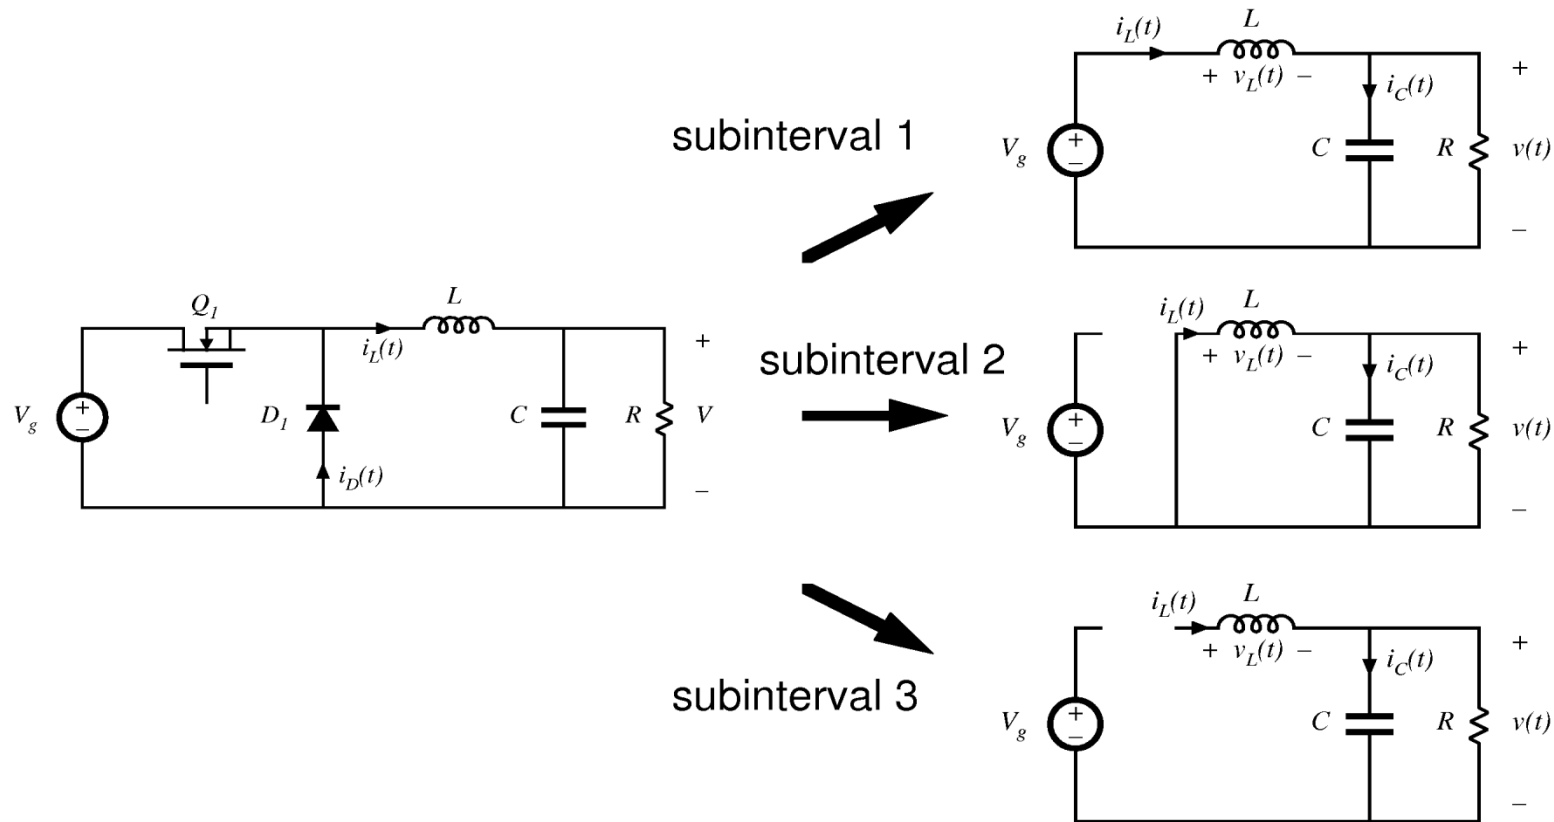 Q1
L
iL(t)
Vg
+
−
D1
iD(t)
C
R
+
V
−
subinterval 1
iL(t)
L
+ vL(t) −
iC(t)
Vg
+
−
C
R
+
v(t)
−
subinterval 2
iL(t)
L
+ vL(t) −
iC(t)
Vg
+
−
C
R
+
v(t)
−
subinterval 3
iL(t)
L
+ vL(t) −
iC(t)
Vg
+
−
C
R
+
v(t)
−